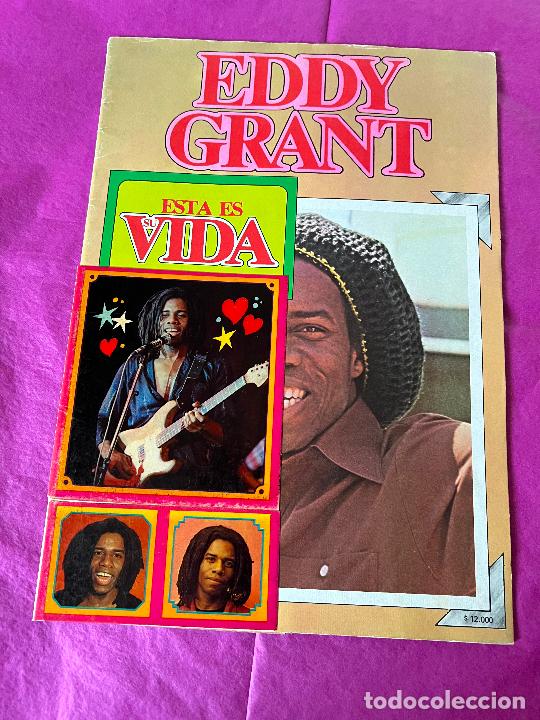 EDDY
GRANT
ESTA ES
SU
VIDA
$ 12.000
todocoleccion